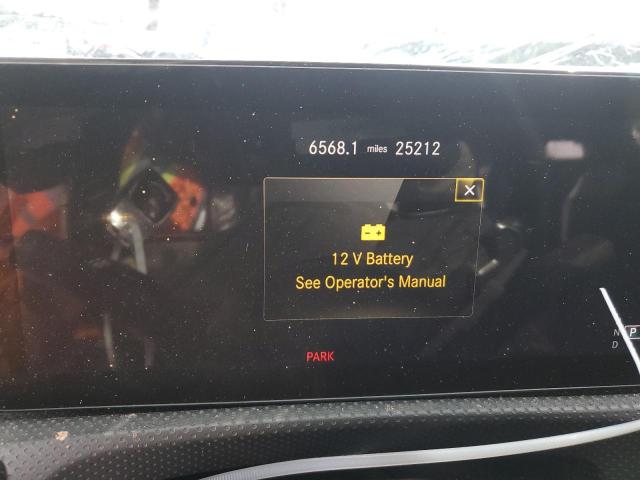 6568.1 miles 25212
12 V Battery
See Operator's Manual
PARK
N P
D